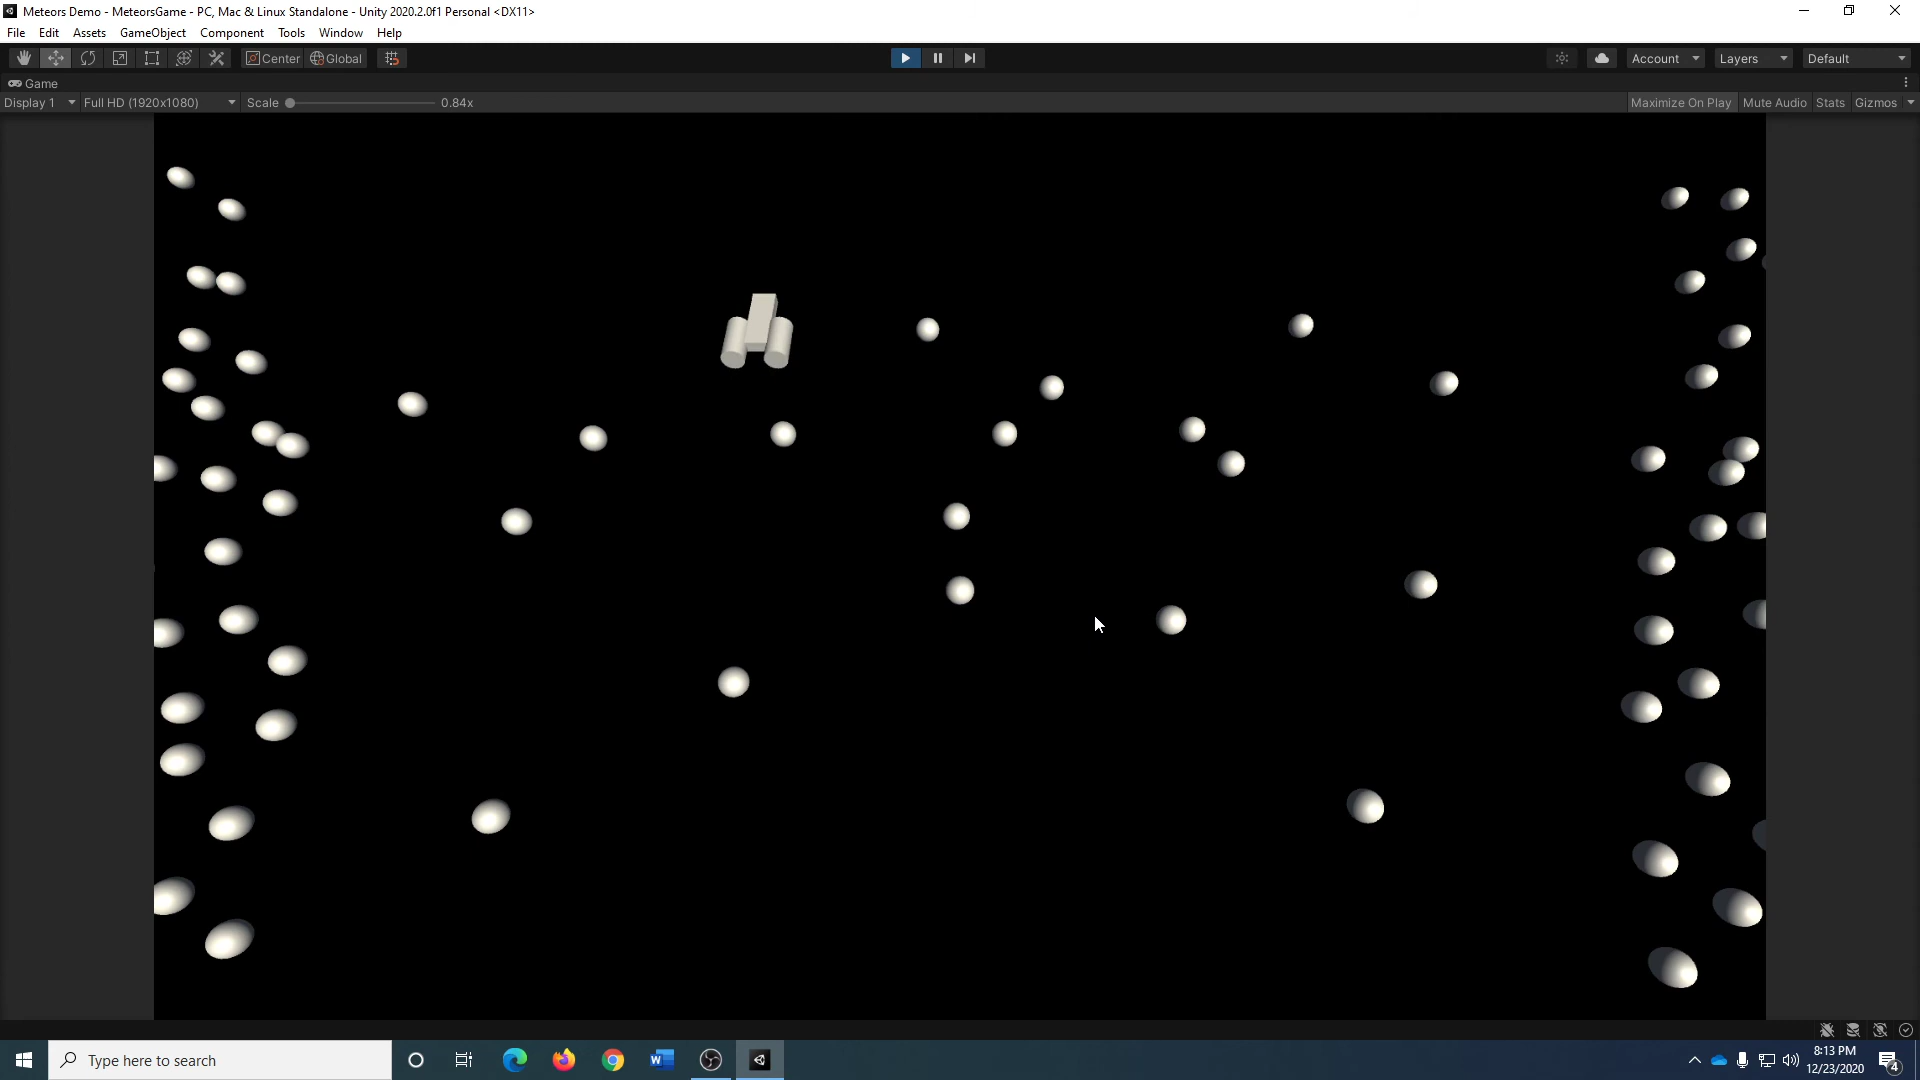 Meteors Demo - MeteorsGame - PC, Mac & Linux Standalone - Unity 2020.2.0f1 Personal <DX11>
File Edit Assets GameObject Component Tools Window Help
Center Global Account Layers Default
Game
Display 1 Full HD (1920x1080) Scale 0.84x Maximize On Play Mute Audio Stats Gizmos
Type here to search
8:13 PM
12/23/2020
4